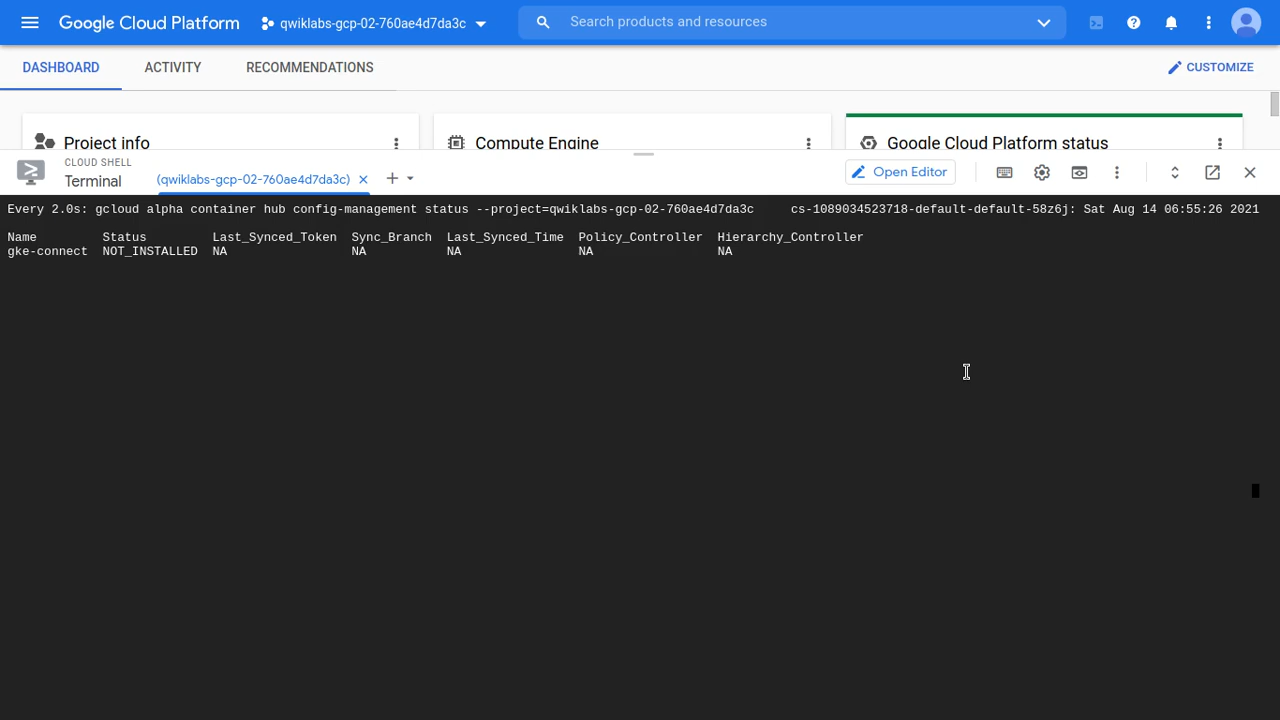 Google Cloud Platform qwiklabs-gcp-02-760ae4d7da3c Search products and resources
DASHBOARD ACTIVITY RECOMMENDATIONS CUSTOMIZE
Project info Compute Engine Google Cloud Platform status
CLOUD SHELL
Terminal (qwiklabs-gcp-02-760ae4d7da3c) Open Editor
Every 2.0s: gcloud alpha container hub config-management status --project=qwiklabs-gcp-02-760ae4d7da3c cs-1089034523718-default-default-58z6j: Sat Aug 14 06:55:26 2021
Name Status Last_Synced_Token Sync_Branch Last_Synced_Time Policy_Controller Hierarchy_Controller
gke-connect NOT_INSTALLED NA NA NA NA NA